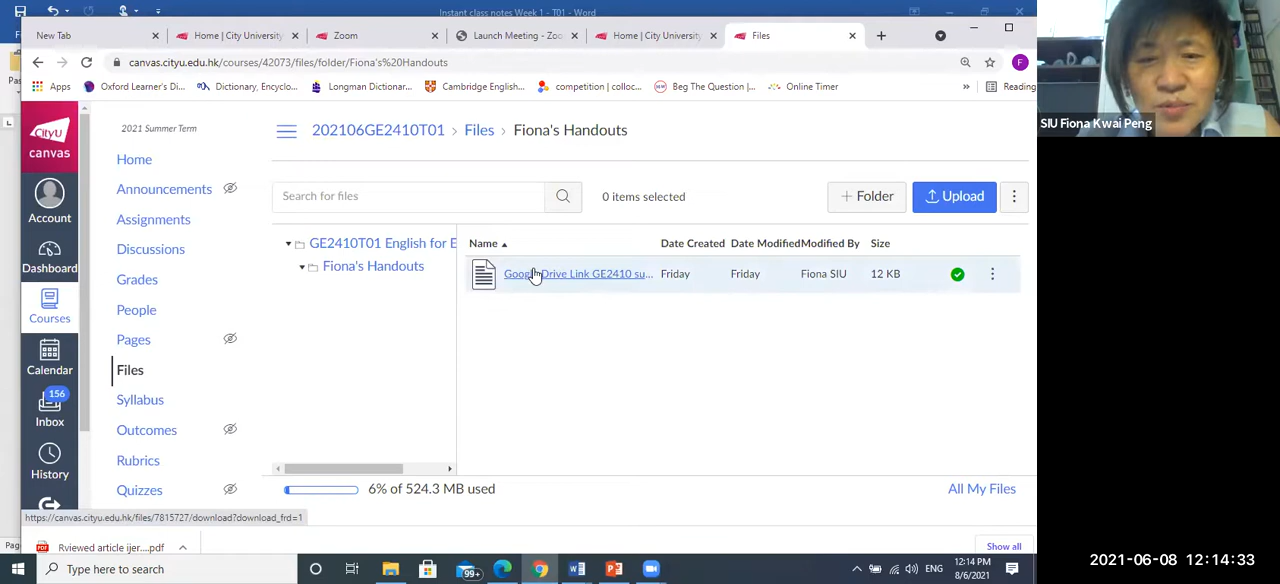 Instant class notes Week 1 - T01 - Word
New Tab
Home | City University
Zoom
Launch Meeting - Zoo
Home | City University
Files
canvas.cityu.edu.hk/courses/42073/files/folder/Fiona's%20Handouts
F
Apps
Oxford Learner's Di...
Dictionary, Encyclo...
Longman Dictionar...
Cambridge English...
competition | colloc...
Beg The Question |...
Online Timer
»
Reading
Pas
SIU Fiona Kwai Peng
CityU
canvas
Account
Dashboard
Courses
Calendar
156
Inbox
History
2021 Summer Term
Home
Announcements
Assignments
Discussions
Grades
People
Pages
Files
Syllabus
Outcomes
Rubrics
Quizzes
202106GE2410T01 > Files > Fiona's Handouts
Search for files
0 items selected
+ Folder
Upload
GE2410T01 English for E
Fiona's Handouts
Name
Date Created
Date Modified
Modified By
Size
Google Drive Link GE2410 su...
Friday
Friday
Fiona SIU
12 KB
6% of 524.3 MB used
All My Files
https://canvas.cityu.edu.hk/files/7815727/download?download_frd=1
Page
Rviewed article ijer....pdf
Show all
Type here to search
99+
ENG
12:14 PM
8/6/2021
2021-06-08 12:14:33